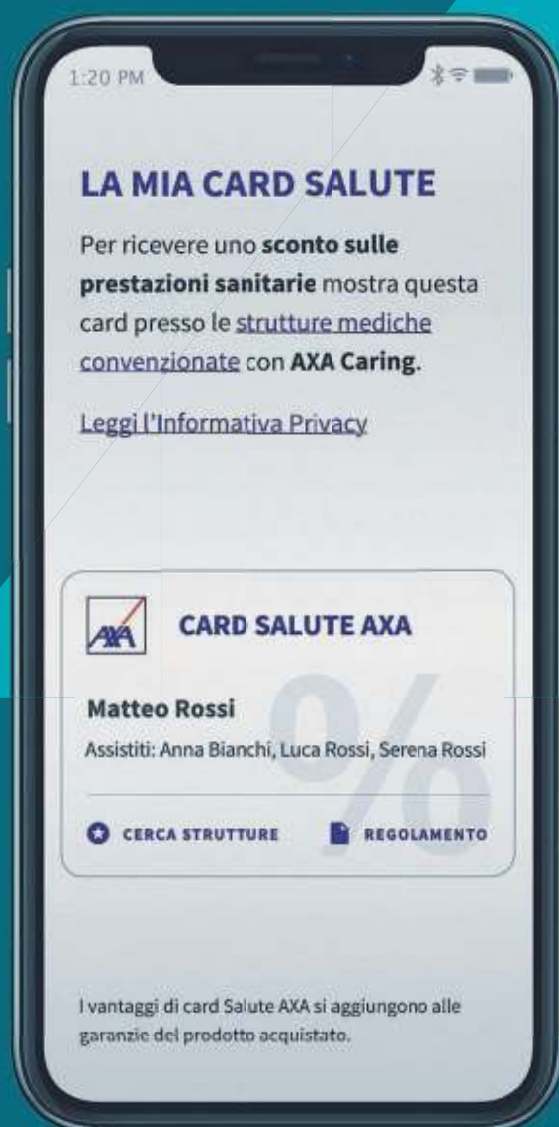 1:20 PM
LA MIA CARD SALUTE
Per ricevere uno sconto sulle
prestazioni sanitarie mostra questa
card presso le strutture mediche
convenzionate con AXA Caring.
Leggi l'Informativa Privacy
AXA
CARD SALUTE AXA
%
Matteo Rossi
Assistiti: Anna Bianchi, Luca Rossi, Serena Rossi
CERCA STRUTTURE
REGOLAMENTO
I vantaggi di card Salute AXA si aggiungono alle
garanzie del prodotto acquistato.